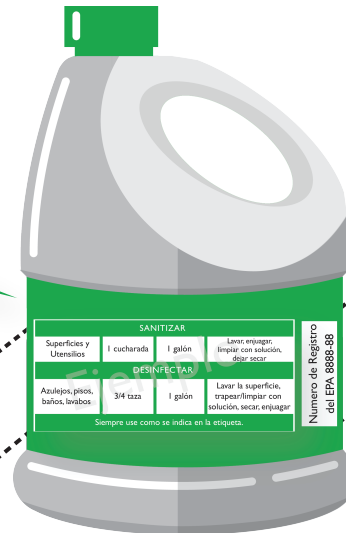 SANITIZAR
Superficies y
Utensilios
1 cucharada
1 galón
Lavar, enjuagar,
limpiar con solución,
dejar secar
DESINFECTAR
Azulejos, pisos,
baños, lavabos
3/4 taza
1 galón
Lavar la superficie,
trapear/limpiar con
solución, secar, enjuagar
Siempre use como se indica en la etiqueta.
Ejemplo
Numero de Registro
del EPA 8888-88